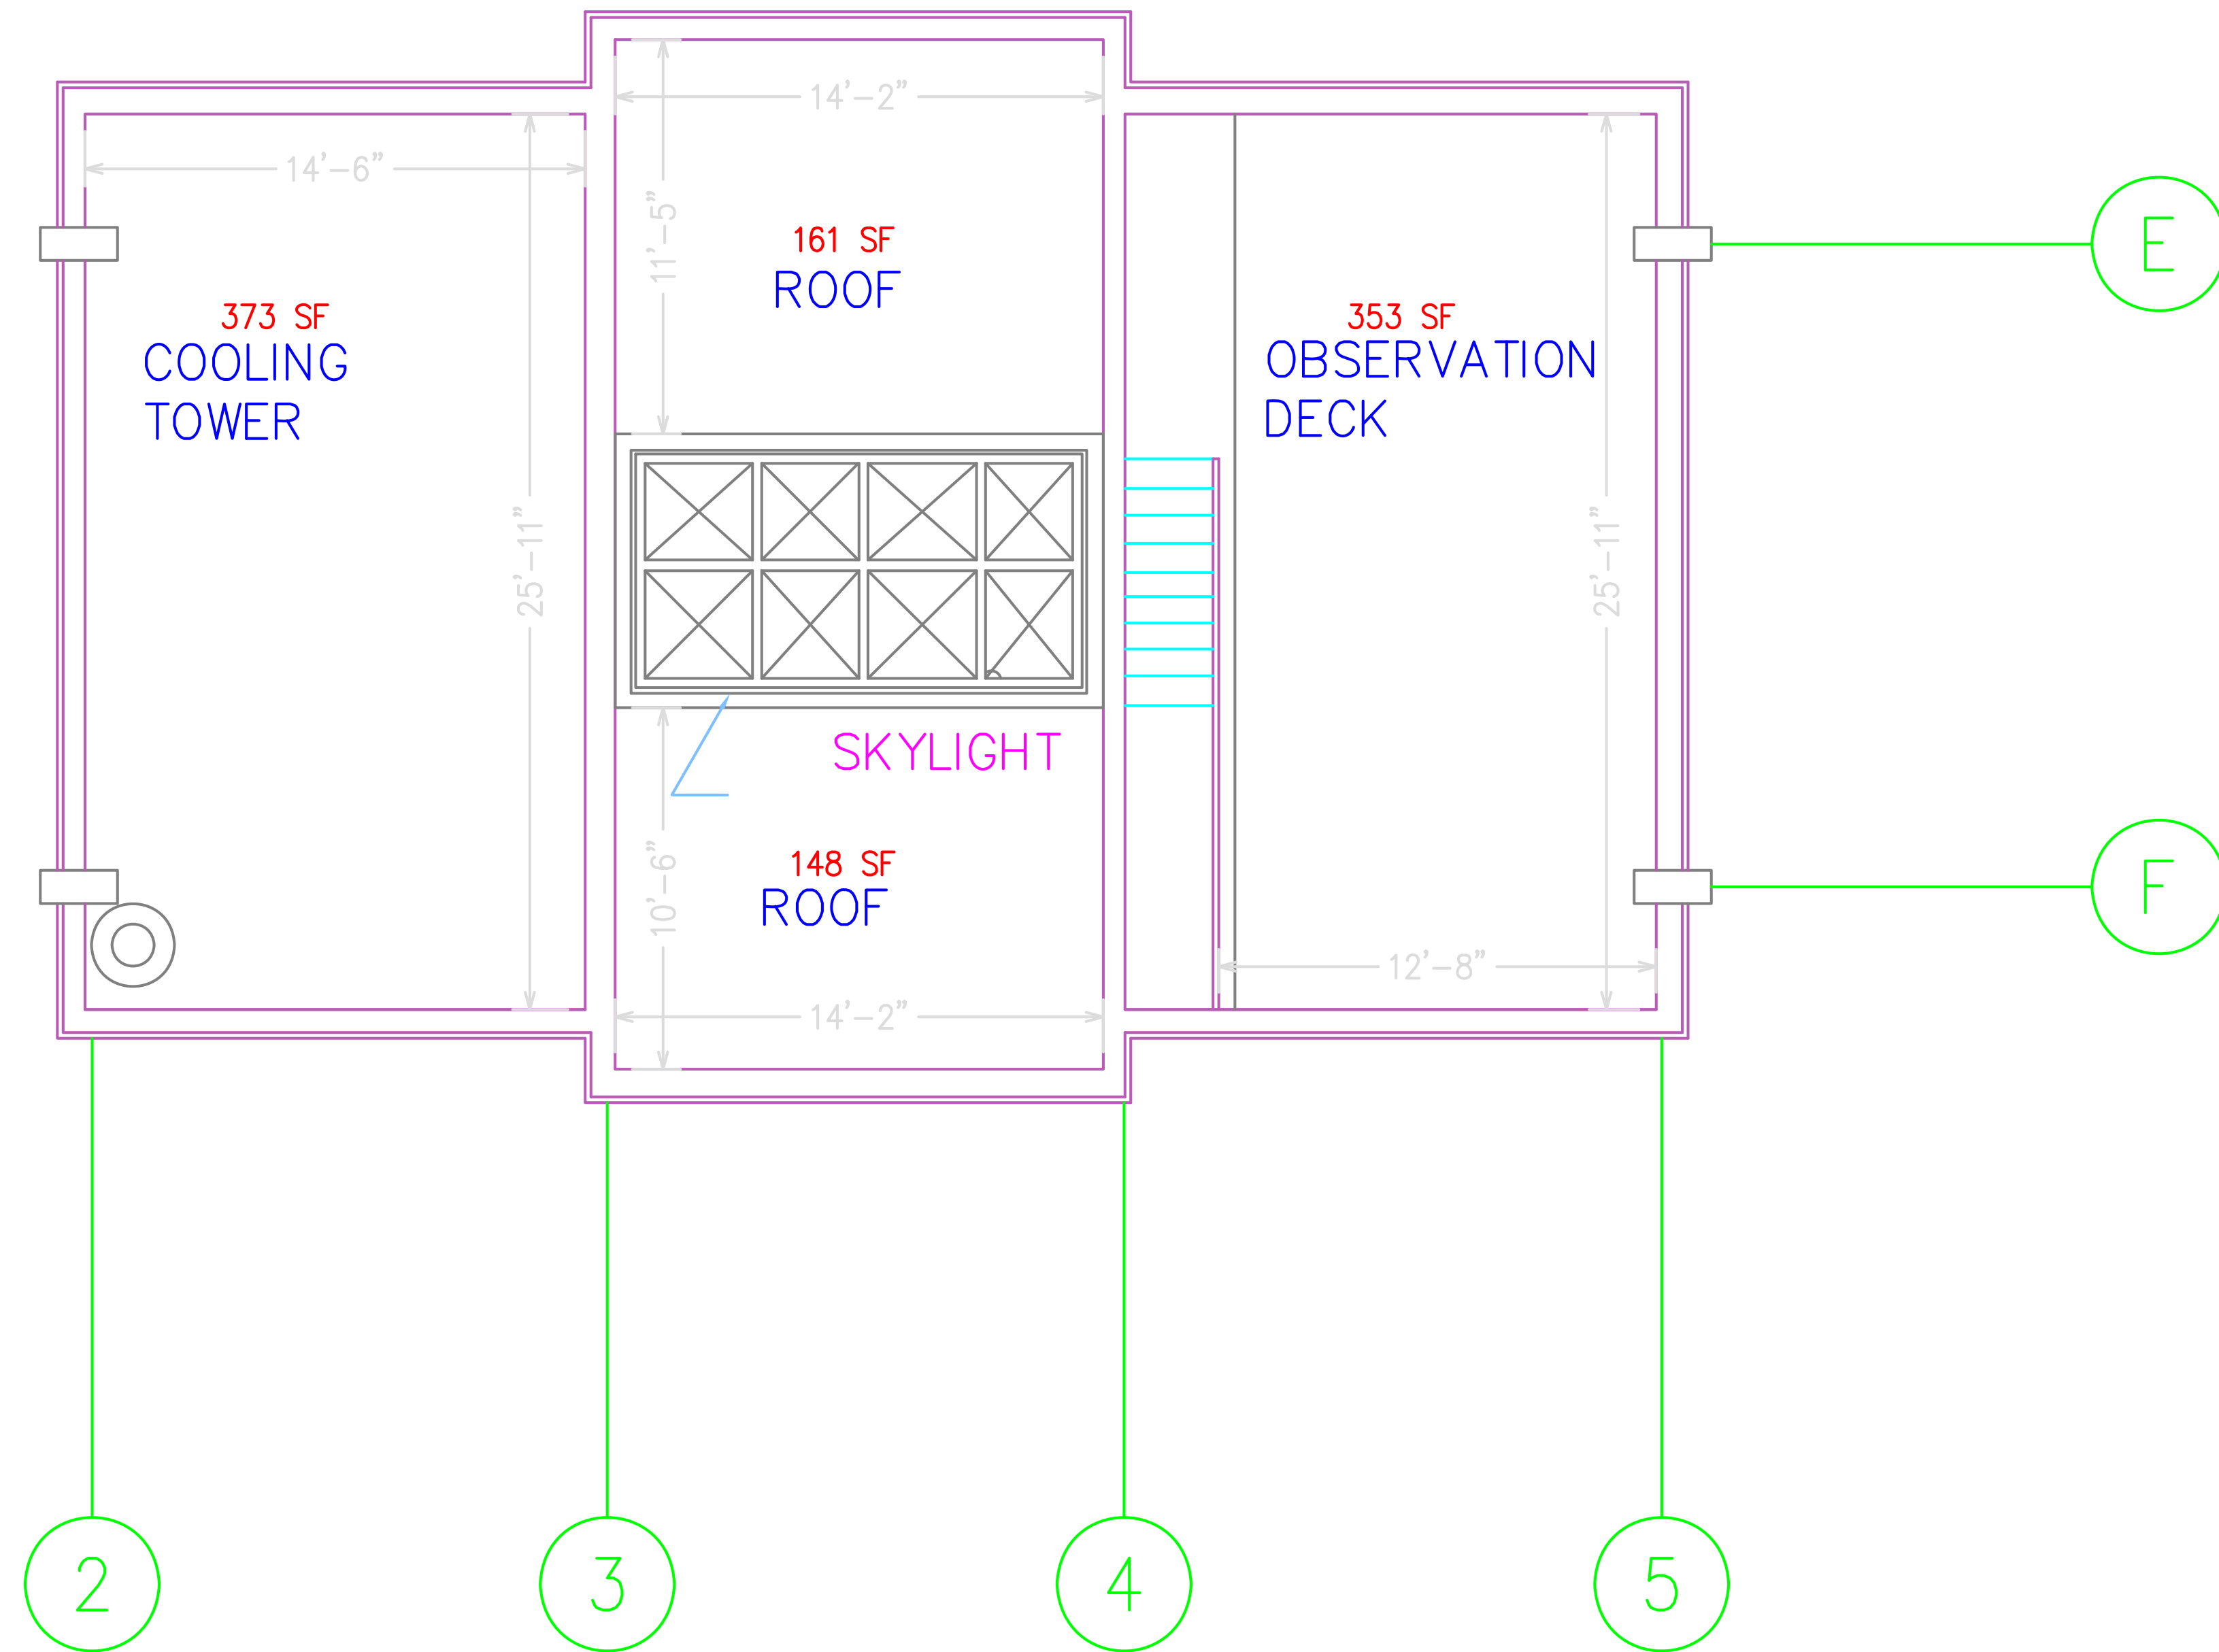 14'-2"
14'-6"
11'-5"
161 SF
ROOF
E
373 SF
COOLING
TOWER
353 SF
OBSERVATION
DECK
25'-11"
25'-11"
SKYLIGHT
148 SF
ROOF
10'-6"
F
12'-8"
14'-2"
2
3
4
5